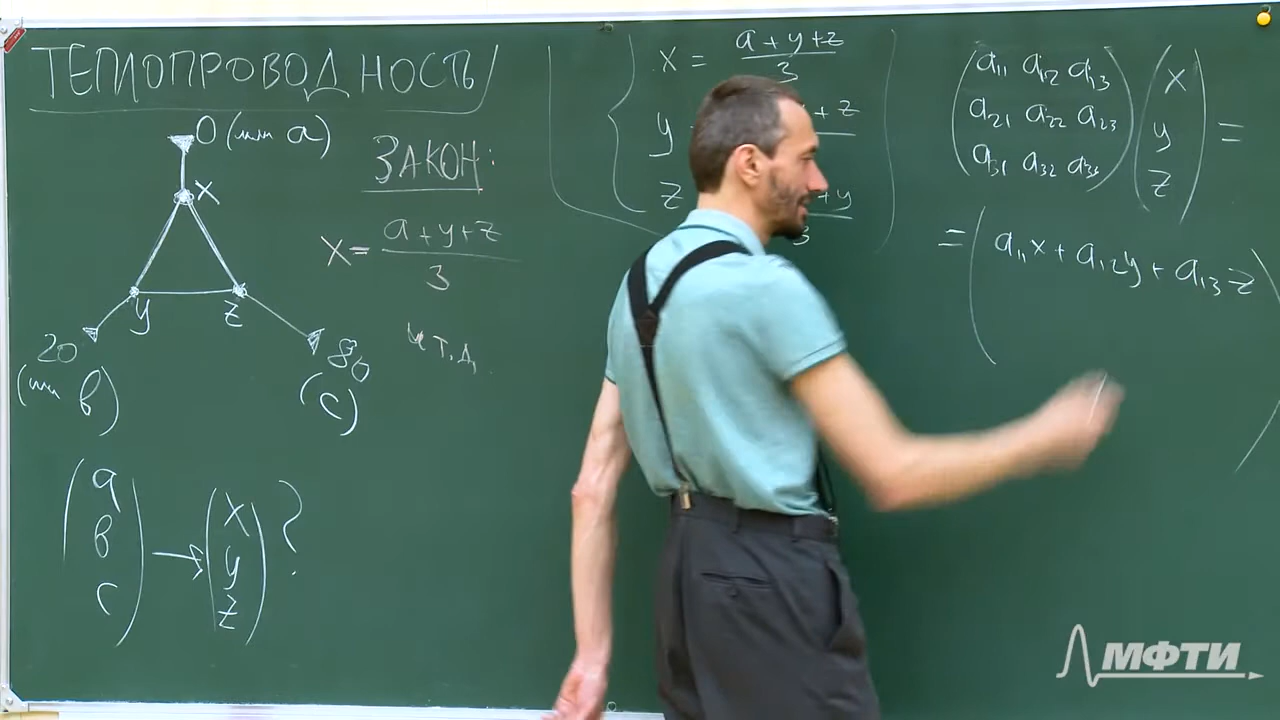 ТЕПЛОПРОВОДНОСТЬ
0 (или a)
x
y
z
20
(или b)
80
(c)
ЗАКОН:
x = (a+y+z)/3
и т.д.
(a b c) → (x y z) ?
x = (a+y+z)/3
y + z
z + y
3
(a₁₁ a₁₂ a₁₃) (x
a₂₁ a₂₂ a₂₃ y =
a₃₁ a₃₂ a₃₃) z)
= (a₁₁x + a₁₂y + a₁₃z)
МФТИ